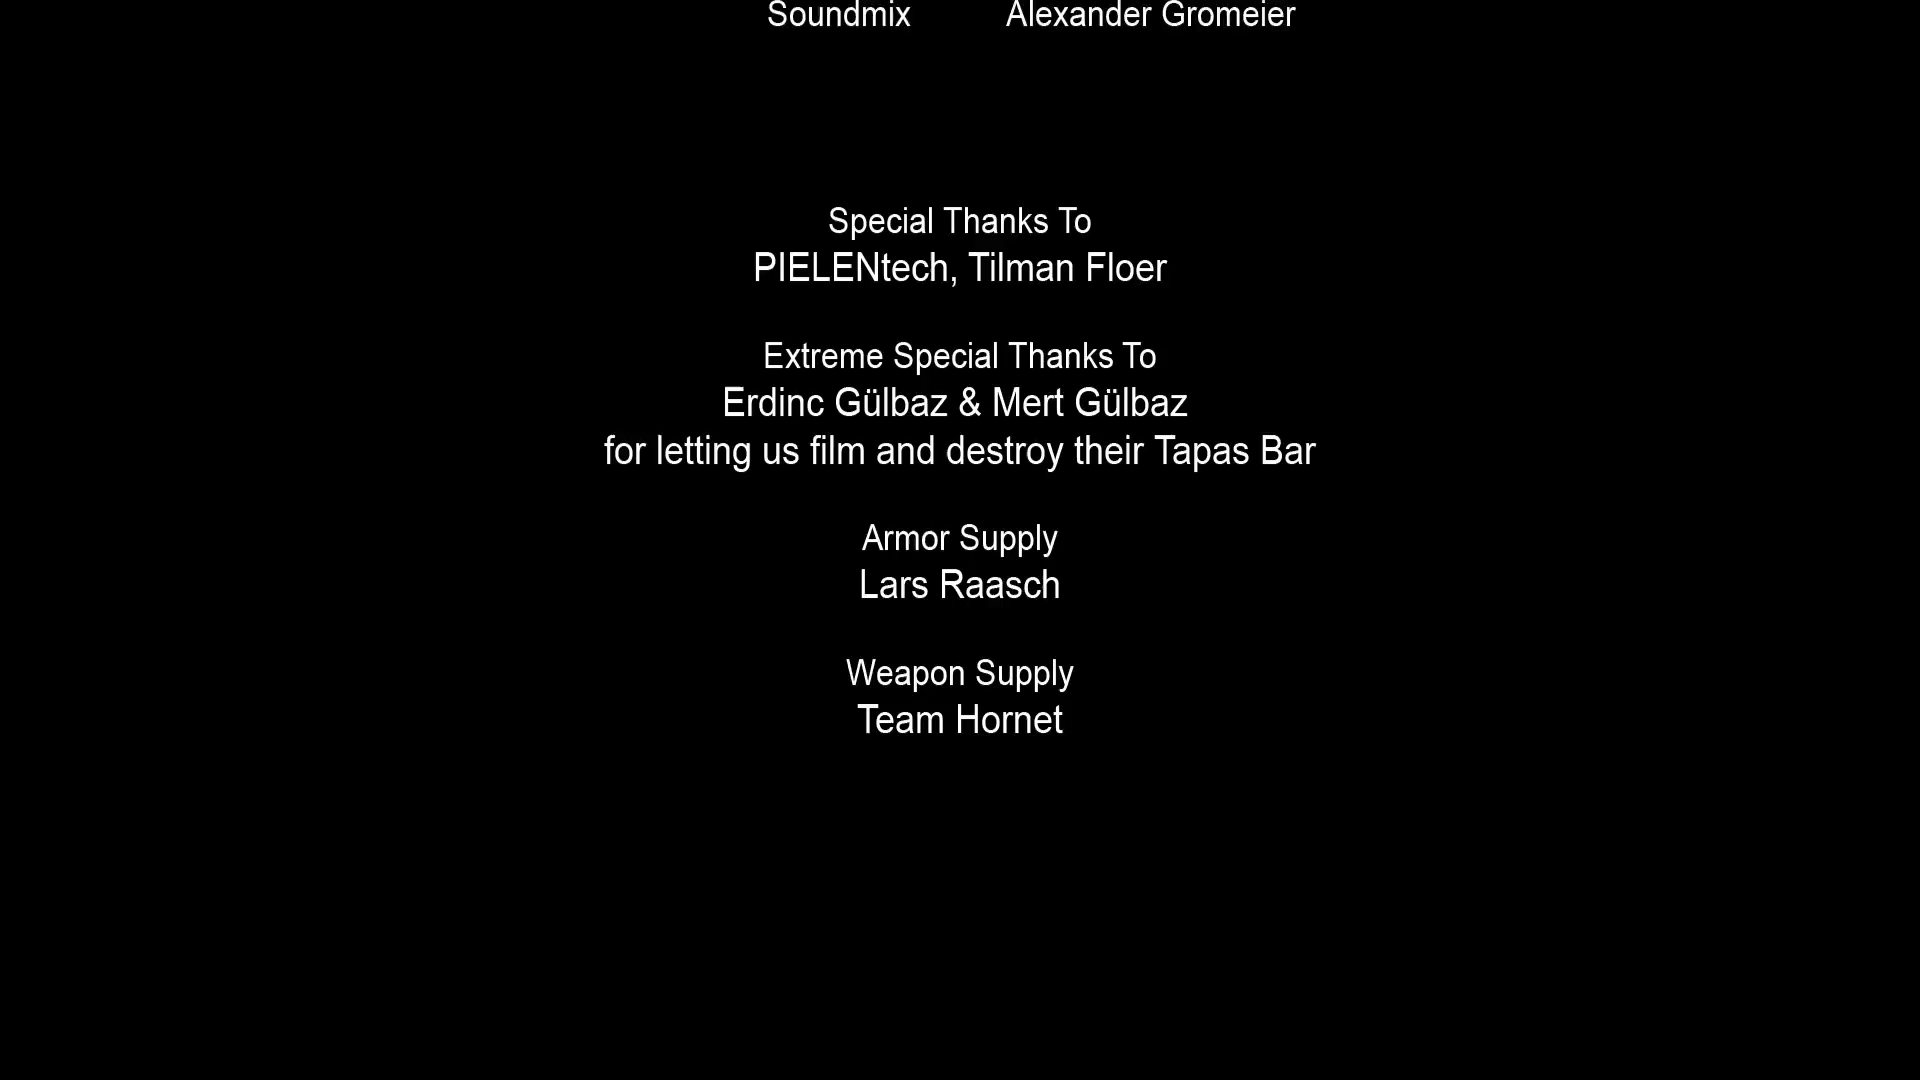 Soundmix Alexander Gromeier
Special Thanks To
PIELENtech, Tilman Floer
Extreme Special Thanks To
Erdinc Gülbaz & Mert Gülbaz
for letting us film and destroy their Tapas Bar
Armor Supply
Lars Raasch
Weapon Supply
Team Hornet